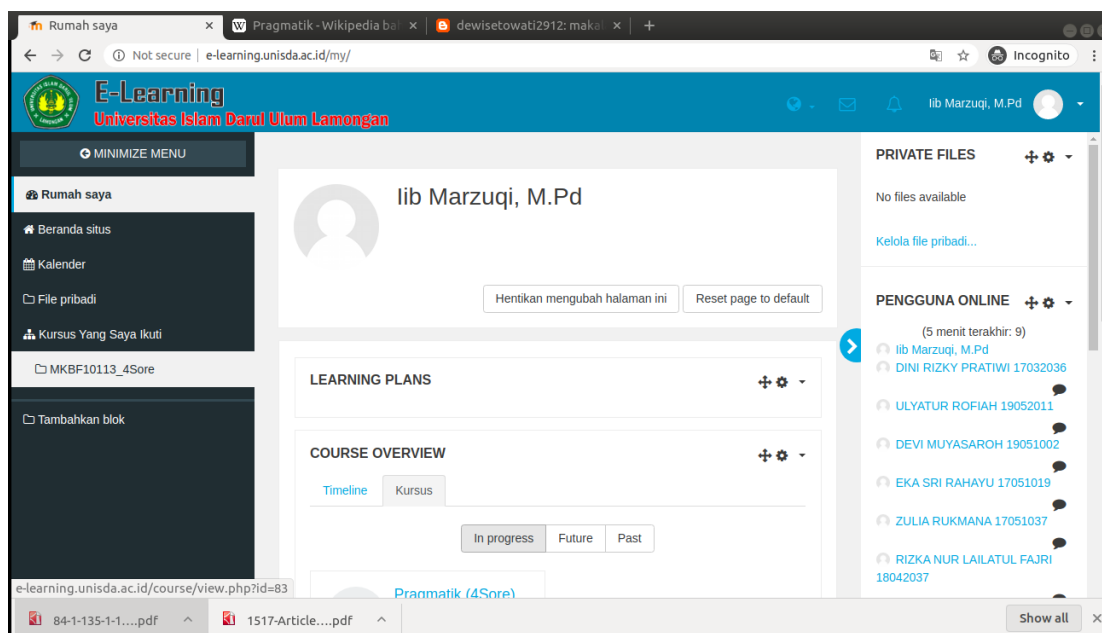 Rumah saya
Pragmatik - Wikipedia ba
dewisetowati2912: maka
Not secure | e-learning.unisda.ac.id/my/
Incognito
E-Learning
Universitas Islam Darul Ulum Lamongan
Iib Marzuqi, M.Pd
MINIMIZE MENU
Rumah saya
Beranda situs
Kalender
File pribadi
Kursus Yang Saya Ikuti
MKBF10113_4Sore
Tambahkan blok
Iib Marzuqi, M.Pd
Hentikan mengubah halaman ini
Reset page to default
LEARNING PLANS
COURSE OVERVIEW
Timeline
Kursus
In progress
Future
Past
Pragmatik (4Sore)
PRIVATE FILES
No files available
Kelola file pribadi...
PENGGUNA ONLINE
(5 menit terakhir: 9)
Iib Marzuqi, M.Pd
DINI RIZKY PRATIWI 17032036
ULYATUR ROFIAH 19052011
DEVI MUYASAROH 19051002
EKA SRI RAHAYU 17051019
ZULIA RUKMANA 17051037
RIZKA NUR LAILATUL FAJRI
18042037
e-learning.unisda.ac.id/course/view.php?id=83
84-1-135-1-1....pdf
1517-Article....pdf
Show all